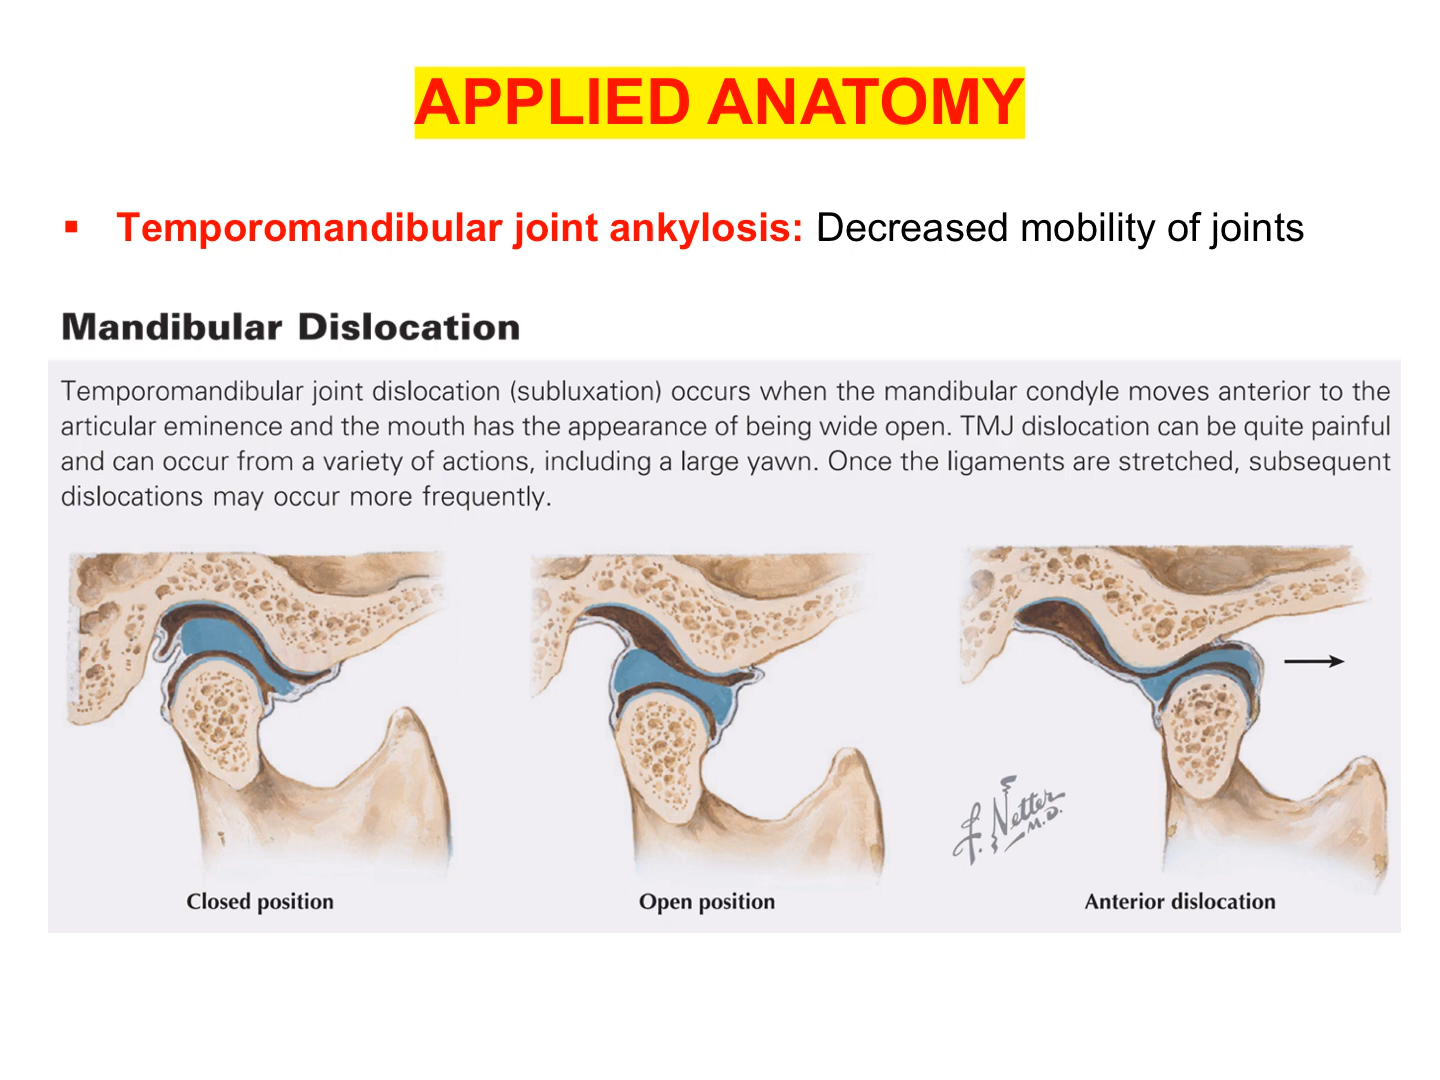 APPLIED ANATOMY
▪ Temporomandibular joint ankylosis: Decreased mobility of joints
Mandibular Dislocation
Temporomandibular joint dislocation (subluxation) occurs when the mandibular condyle moves anterior to the
articular eminence and the mouth has the appearance of being wide open. TMJ dislocation can be quite painful
and can occur from a variety of actions, including a large yawn. Once the ligaments are stretched, subsequent
dislocations may occur more frequently.
F. Netter
M.D.
Closed position
Open position
Anterior dislocation